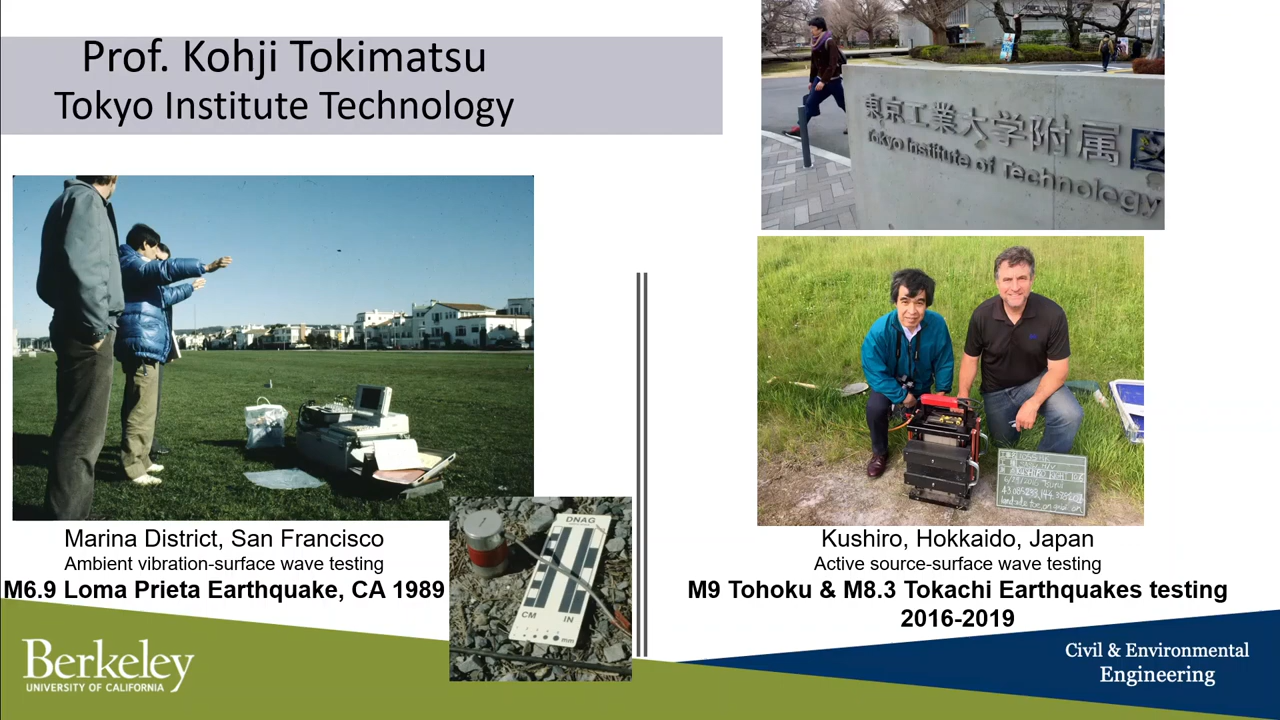 Prof. Kohji Tokimatsu
Tokyo Institute Technology
東京工業大学附属
Tokyo Institute of Technology
Marina District, San Francisco
Ambient vibration-surface wave testing
M6.9 Loma Prieta Earthquake, CA 1989
DNAG
CM IN
mm
Kushiro, Hokkaido, Japan
Active source-surface wave testing
M9 Tohoku & M8.3 Tokachi Earthquakes testing
2016-2019
Berkeley
UNIVERSITY OF CALIFORNIA
Civil & Environmental
Engineering